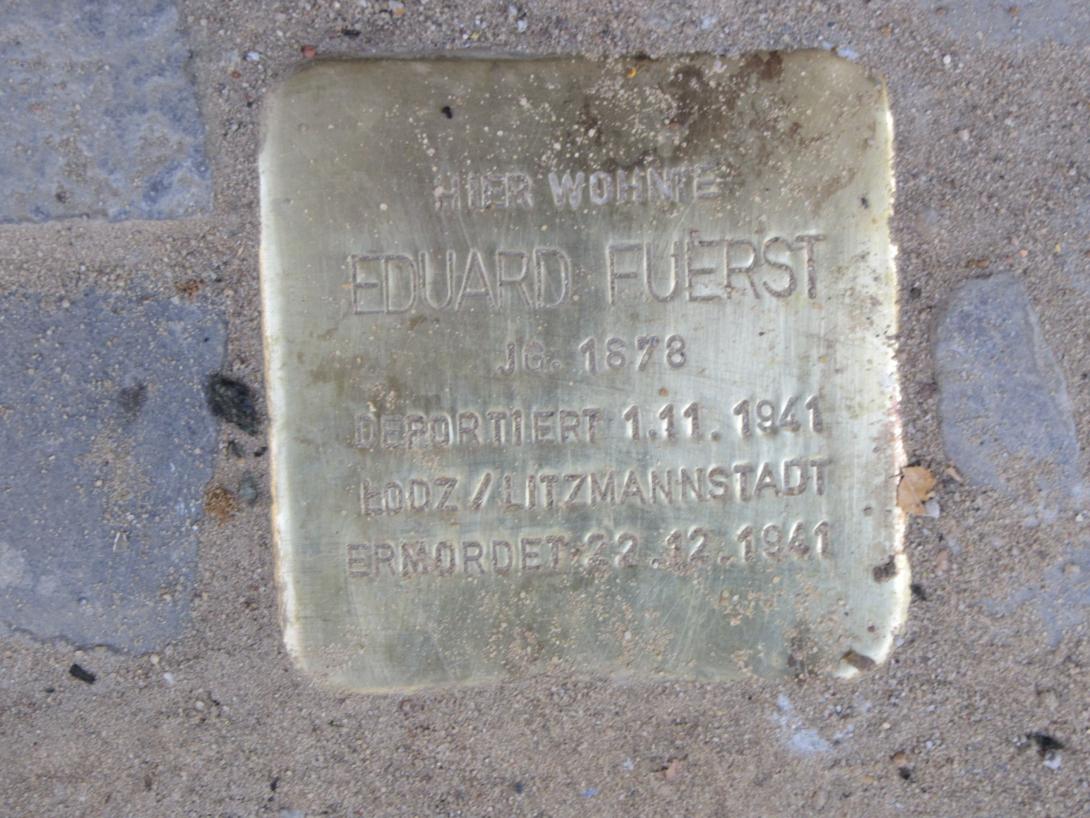 HIER WOHNTE
EDUARD FUERST
JG. 1878
DEPORTIERT 1.11.1941
ŁODZ / LITZMANNSTADT
ERMORDET 22.12.1941